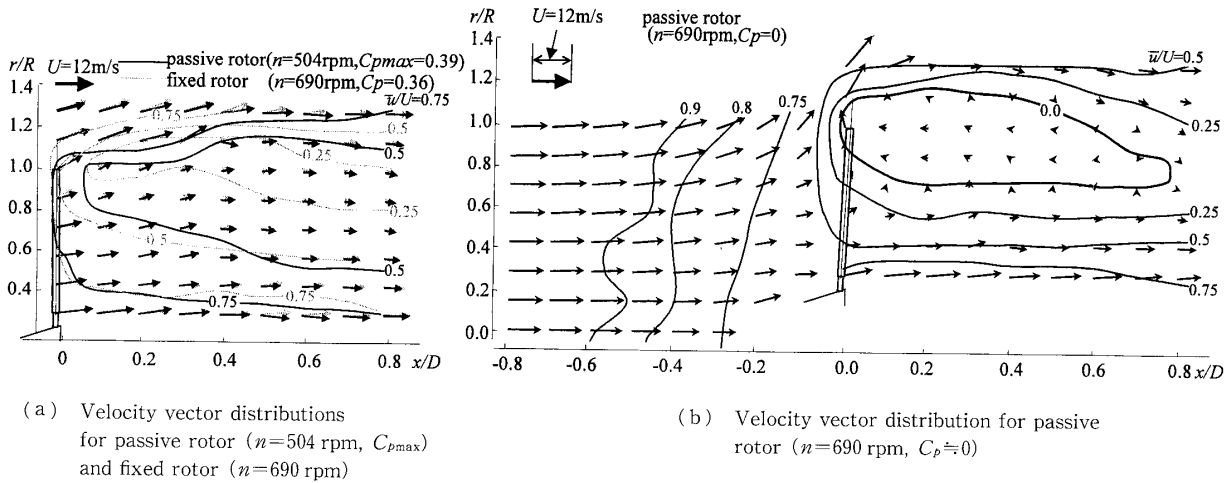 r/R U=12m/s
passive rotor(n=504rpm,Cpmax=0.39)
fixed rotor (n=690rpm,Cp=0.36)
u̅/U=0.75
1.4
1.2
1.0
0.8
0.6
0.4
0.75
0.5
0.25
0.5
0.25
0.5
0.5
0.75
0.75
0 0.2 0.4 0.6 0.8 x/D
(a) Velocity vector distributions
for passive rotor (n=504 rpm, Cpmax)
and fixed rotor (n=690 rpm)
r/R U=12m/s passive rotor
(n=690rpm,Cp=0)
1.4
1.2
1.0
0.8
0.6
0.4
0.2
0.0
0.9 0.8 0.75
u̅/U=0.5
0.25
0.0
0.25
0.5
0.75
-0.8 -0.6 -0.4 -0.2 0.0 0.2 0.4 0.6 0.8 x/D
(b) Velocity vector distribution for passive
rotor (n=690 rpm, Cp≒0)